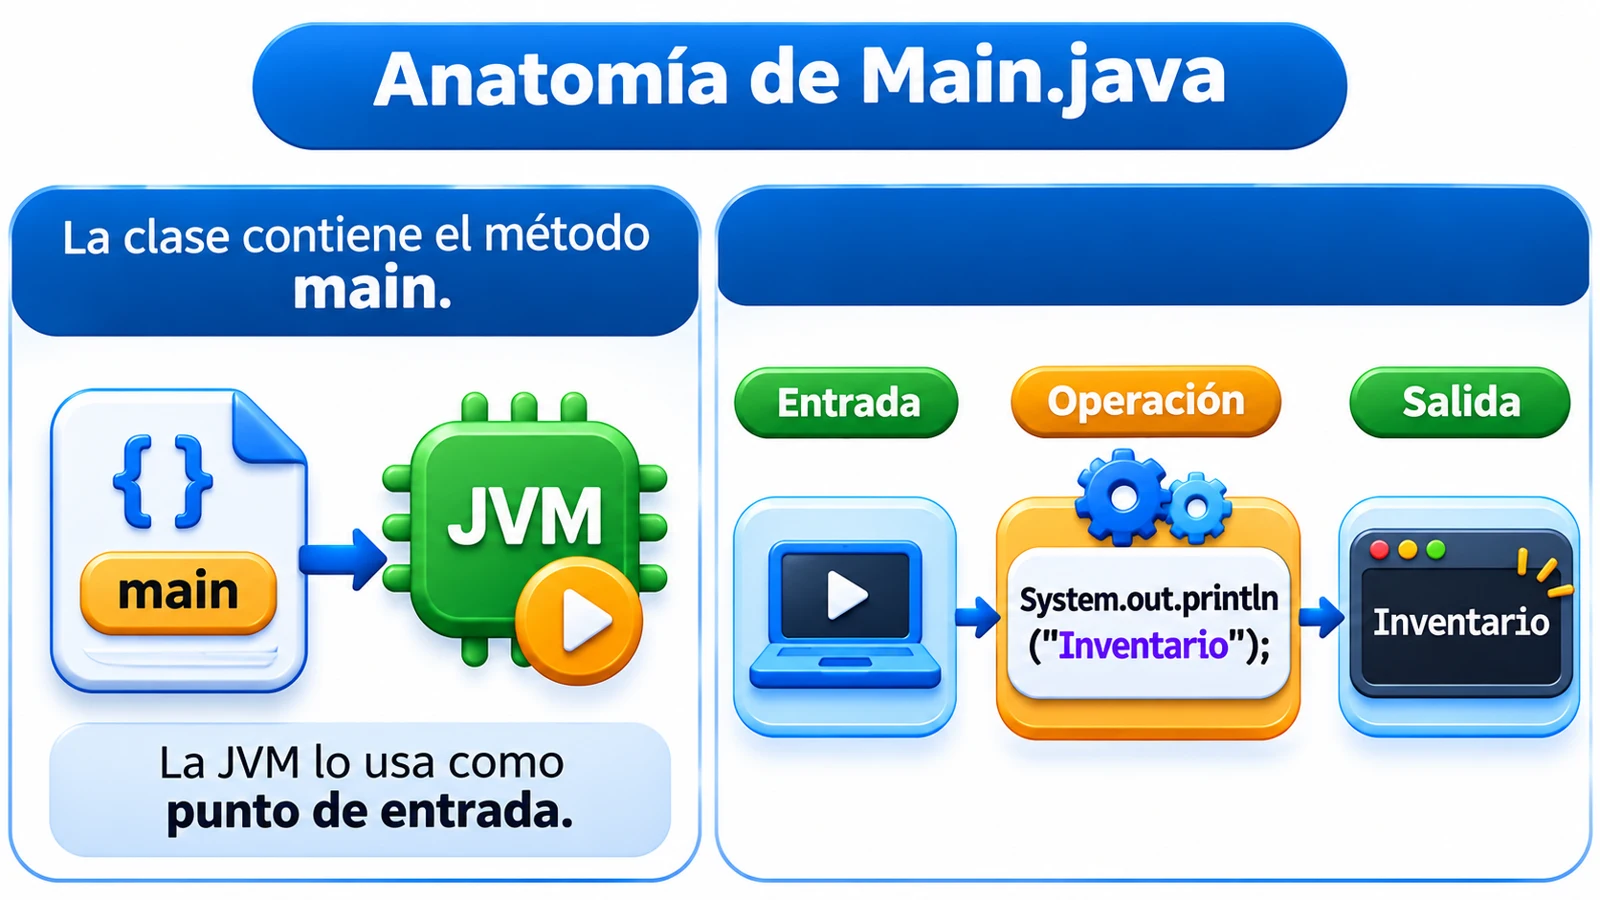 Anatomía de Main.java
La clase contiene el método
main.
{ }
main
JVM
La JVM lo usa como
punto de entrada.
Entrada
Operación
Salida
System.out.println
("Inventario");
Inventario